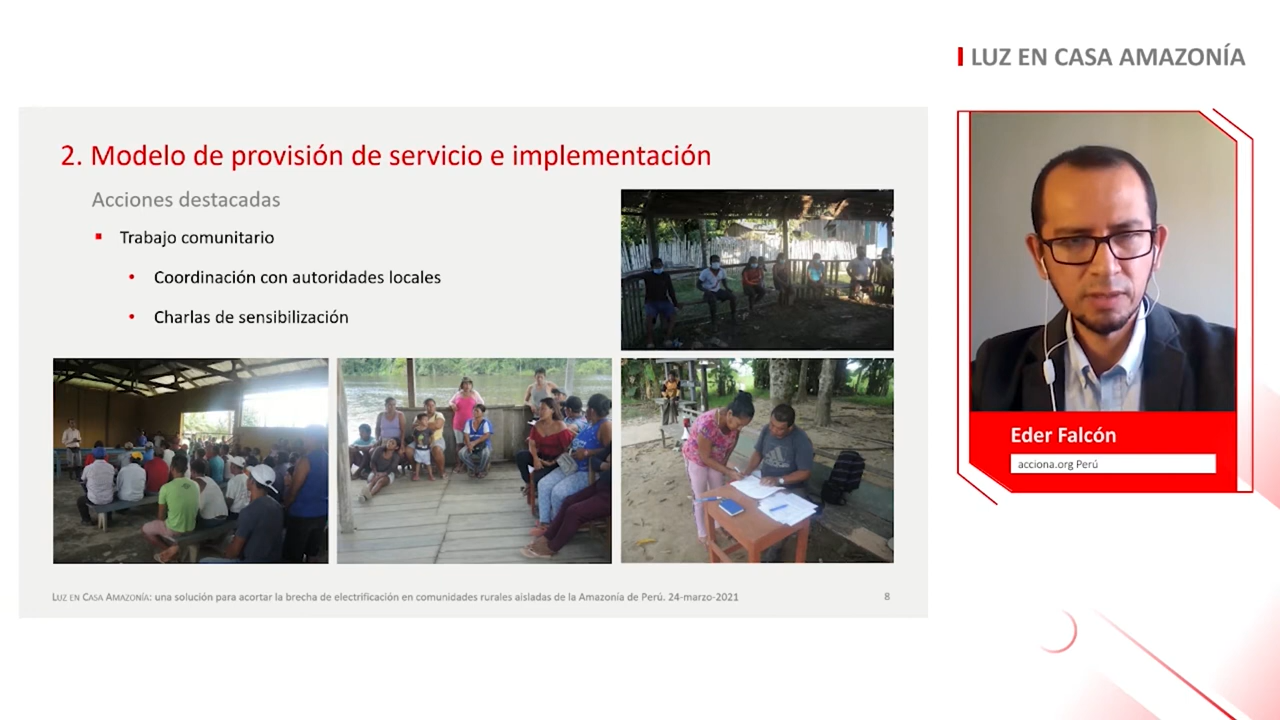 LUZ EN CASA AMAZONÍA
2. Modelo de provisión de servicio e implementación
Acciones destacadas
Trabajo comunitario
Coordinación con autoridades locales
Charlas de sensibilización
LUZ EN CASA AMAZONÍA: una solución para acortar la brecha de electrificación en comunidades rurales aisladas de la Amazonía de Perú. 24-marzo-2021
8
Eder Falcón
acciona.org Perú